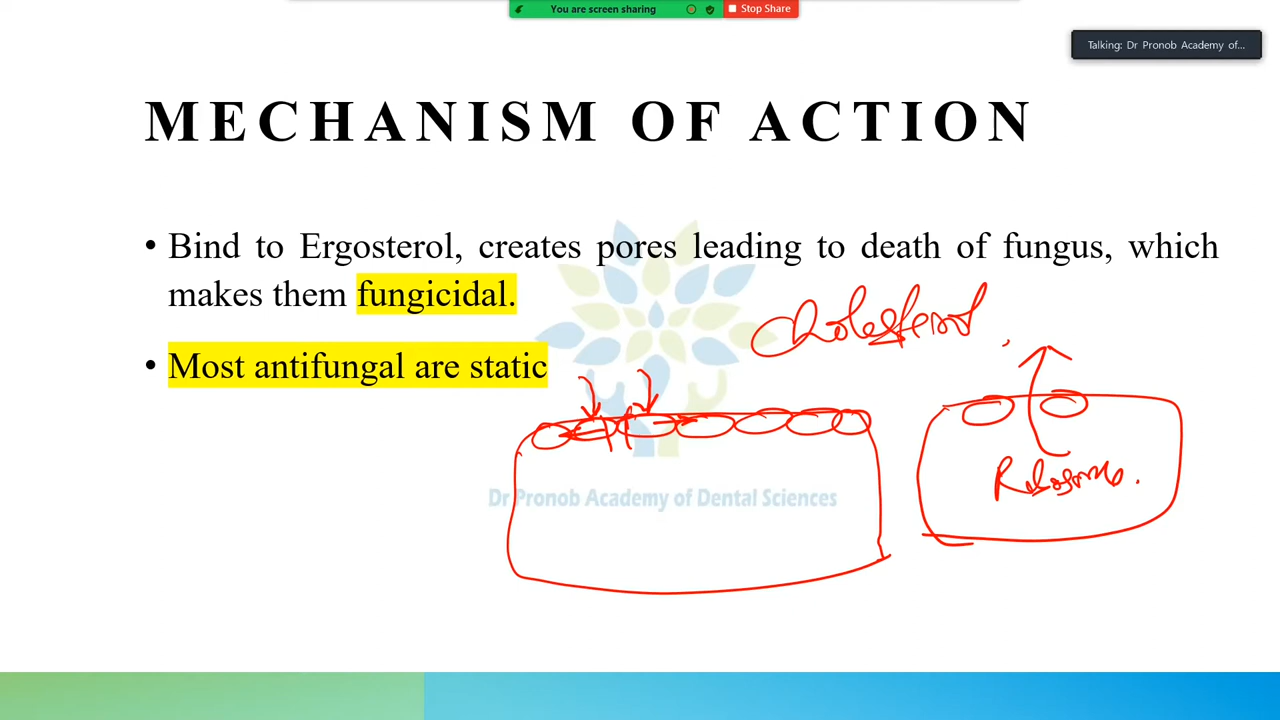 You are screen sharing
Stop Share
Talking: Dr Pronob Academy of...
MECHANISM OF ACTION
• Bind to Ergosterol, creates pores leading to death of fungus, which
makes them fungicidal.
cholesterol
• Most antifungal are static
Dr Pronob Academy of Dental Sciences